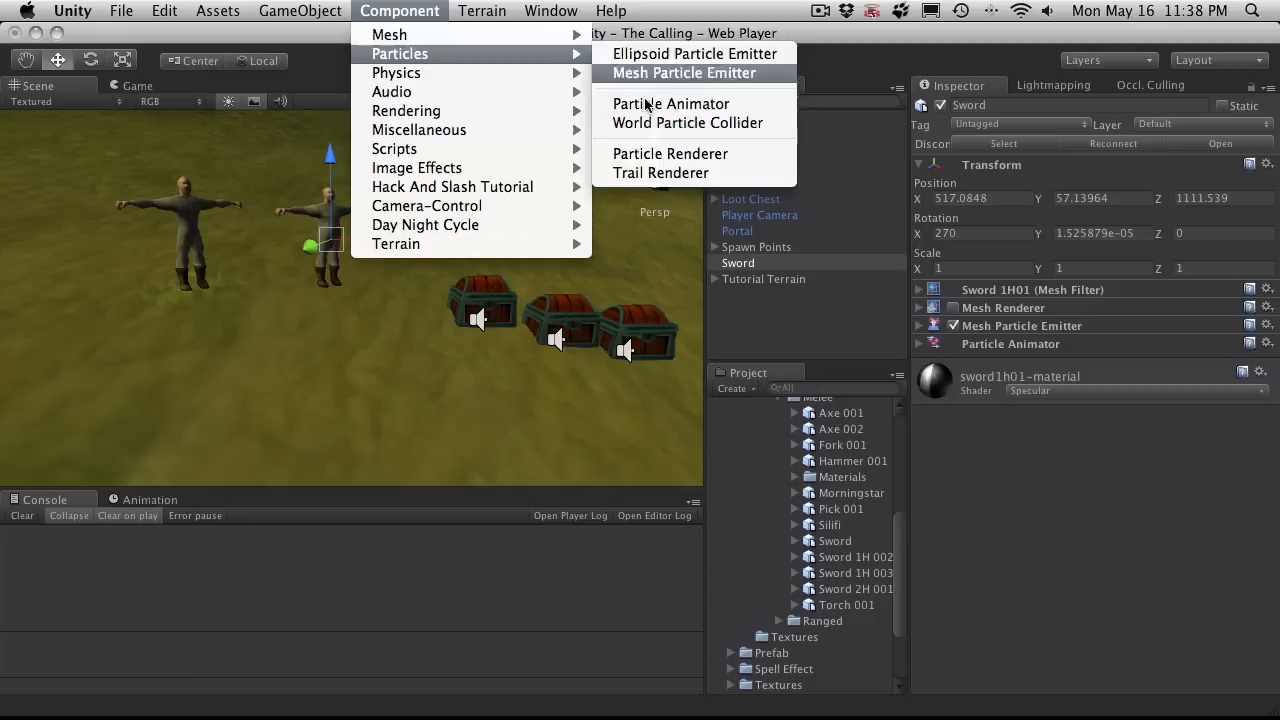 Unity File Edit Assets GameObject Component Terrain Window Help Mon May 16 11:38 PM
ity - The Calling - Web Player
Center Local Layers Layout
Mesh
Particles
Physics
Audio
Rendering
Miscellaneous
Scripts
Image Effects
Hack And Slash Tutorial
Camera-Control
Day Night Cycle
Terrain
Ellipsoid Particle Emitter
Mesh Particle Emitter
Particle Animator
World Particle Collider
Particle Renderer
Trail Renderer
Scene Game
Textured RGB
Persp
Loot Chest
Player Camera
Portal
Spawn Points
Sword
Tutorial Terrain
Inspector Occl. Culling
Sword Static
Tag Untagged Layer Default
Discor Select Reconnect Open
Transform
Position
X 517.0848 Y 57.13964 Z 1111.539
Rotation
X 270 Y 1.525879e-05 Z 0
Scale
X 1 Y 1 Z 1
Sword 1H01 (Mesh Filter)
Mesh Renderer
Mesh Particle Emitter
Particle Animator
sword1h01-material
Shader Specular
Project
Create All
Melee
Axe 001
Axe 002
Fork 001
Hammer 001
Materials
Morningstar
Pick 001
Silifi
Sword
Sword 1H 002
Sword 1H 003
Sword 2H 001
Torch 001
Ranged
Textures
Prefab
Spell Effect
Textures
Console Animation
Clear Collapse Clear on play Error pause Open Player Log Open Editor Log